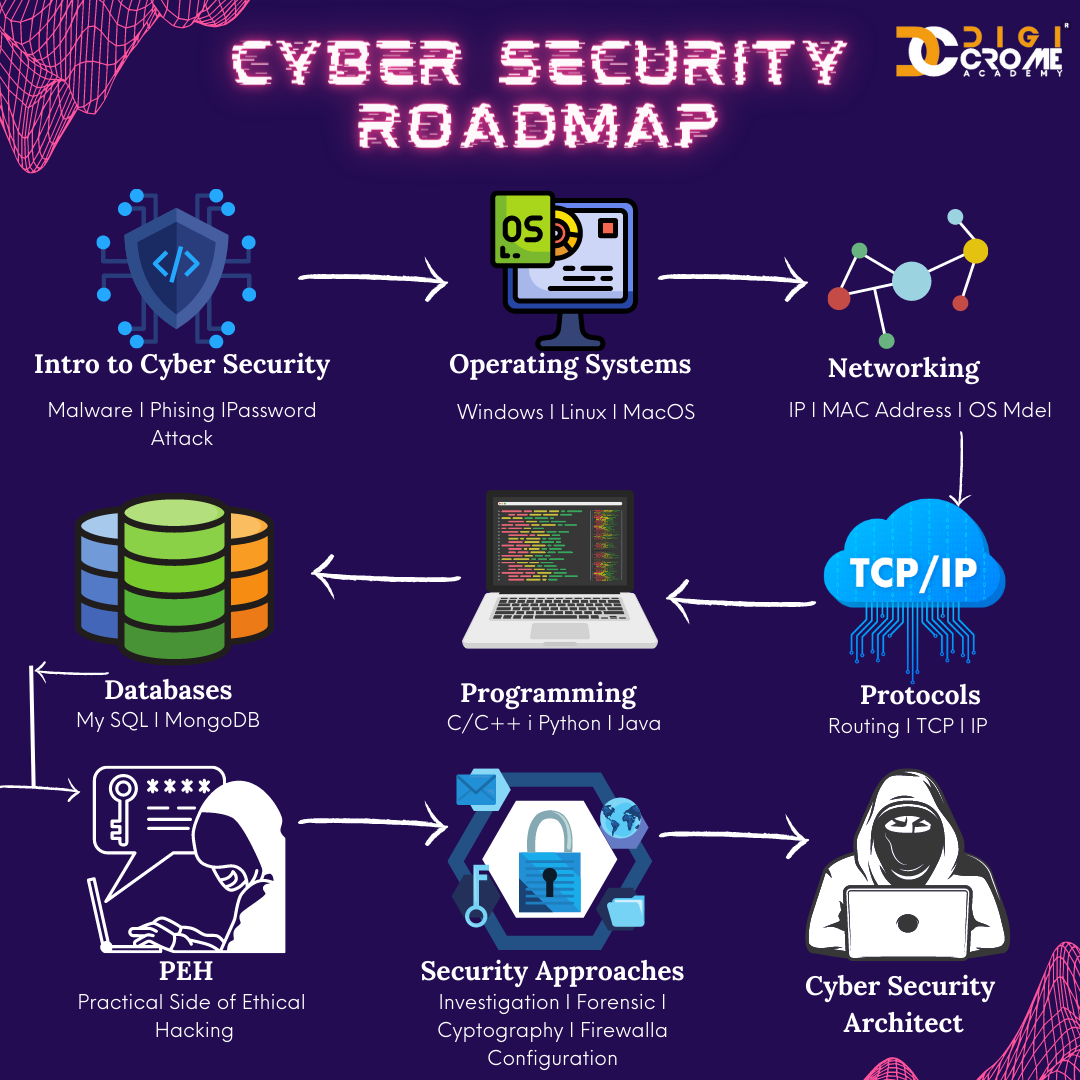 CYBER SECURITY
ROADMAP
DC DIGI
CROME
ACADEMY
R
OS
Intro to Cyber Security
Malware | Phising |Password
Attack
Operating Systems
Windows | Linux | MacOS
Networking
IP | MAC Address | OS Mdel
TCP/IP
Protocols
Routing | TCP | IP
Programming
C/C++ i Python | Java
Databases
My SQL | MongoDB
****
PEH
Practical Side of Ethical
Hacking
Security Approaches
Investigation | Forensic |
Cyptography | Firewalla
Configuration
Cyber Security
Architect